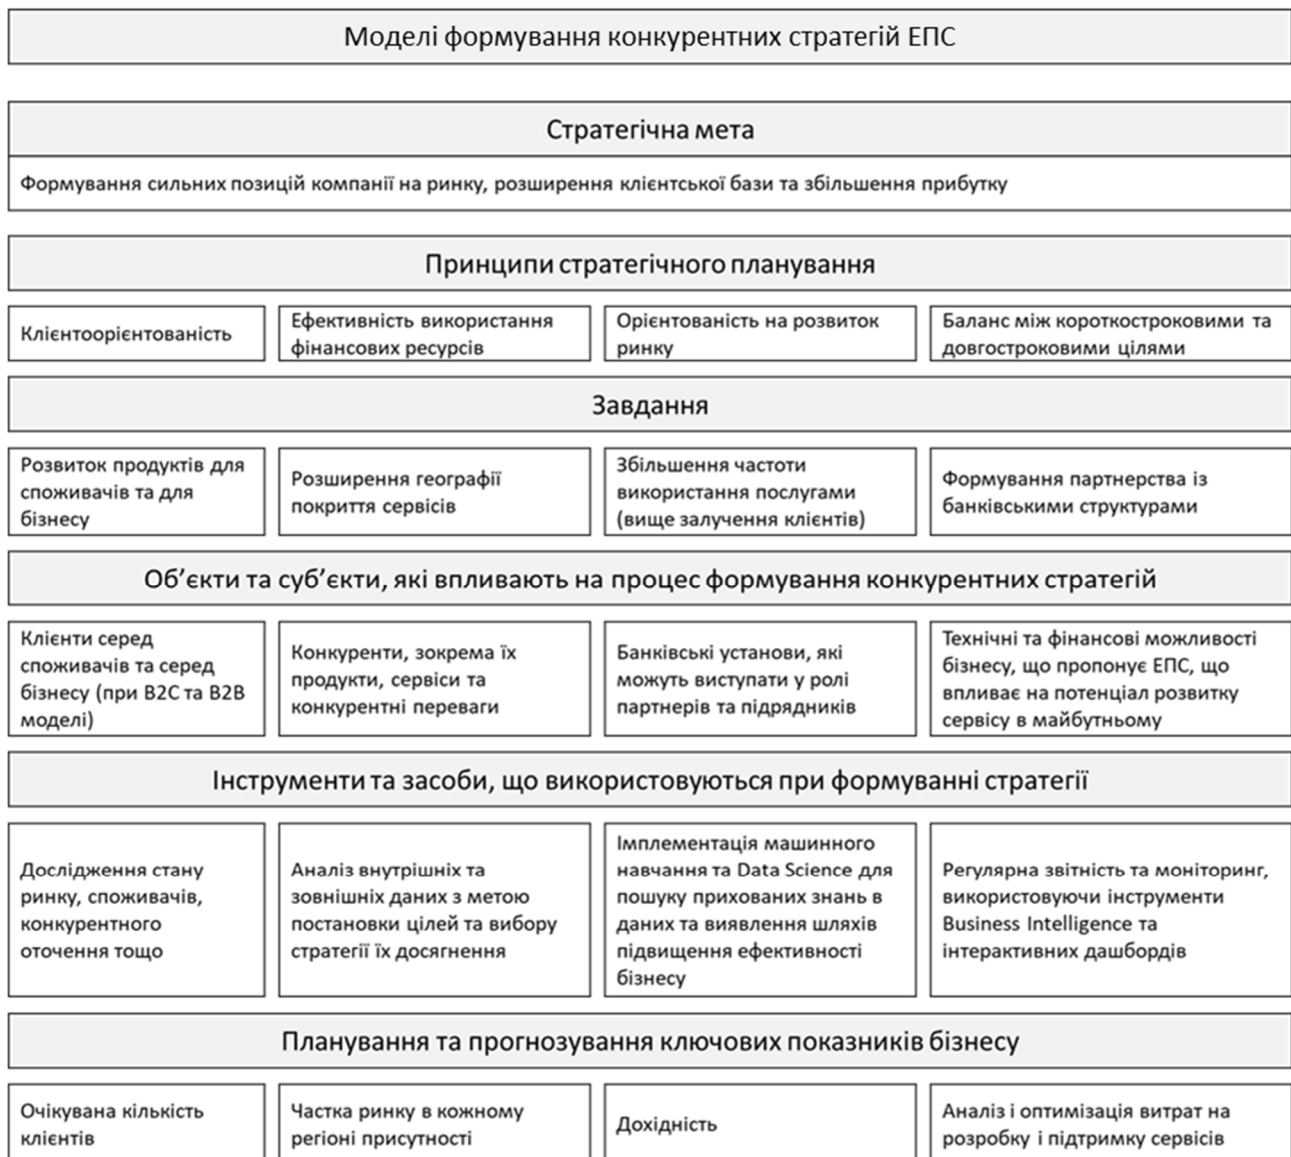 Моделі формування конкурентних стратегій ЕПС
Стратегічна мета
Формування сильних позицій компанії на ринку, розширення клієнтської бази та збільшення прибутку
Принципи стратегічного планування
Клієнтоорієнтованість
Ефективність використання
фінансових ресурсів
Орієнтованість на розвиток
ринку
Баланс між короткостроковими та
довгостроковими цілями
Завдання
Розвиток продуктів для
споживачів та для
бізнесу
Розширення географії
покриття сервісів
Збільшення частоти
використання послугами
(вище залучення клієнтів)
Формування партнерства із
банківськими структурами
Об’єкти та суб’єкти, які впливають на процес формування конкурентних стратегій
Клієнти серед
споживачів та серед
бізнесу (при B2C та B2B
моделі)
Конкуренти, зокрема їх
продукти, сервіси та
конкурентні переваги
Банківські установи, які
можуть виступати у ролі
партнерів та підрядників
Технічні та фінансові можливості
бізнесу, що пропонує ЕПС, що
впливає на потенціал розвитку
сервісу в майбутньому
Інструменти та засоби, що використовуються при формуванні стратегії
Дослідження стану
ринку, споживачів,
конкурентного
оточення тощо
Аналіз внутрішніх та
зовнішніх даних з метою
постановки цілей та вибору
стратегії їх досягнення
Імплементація машинного
навчання та Data Science для
пошуку прихованих знань в
даних та виявлення шляхів
підвищення ефективності
бізнесу
Регулярна звітність та моніторинг,
використовуючи інструменти
Business Intelligence та
інтерактивних дашбордів
Планування та прогнозування ключових показників бізнесу
Очікувана кількість
клієнтів
Частка ринку в кожному
регіоні присутності
Дохідність
Аналіз і оптимізація витрат на
розробку і підтримку сервісів